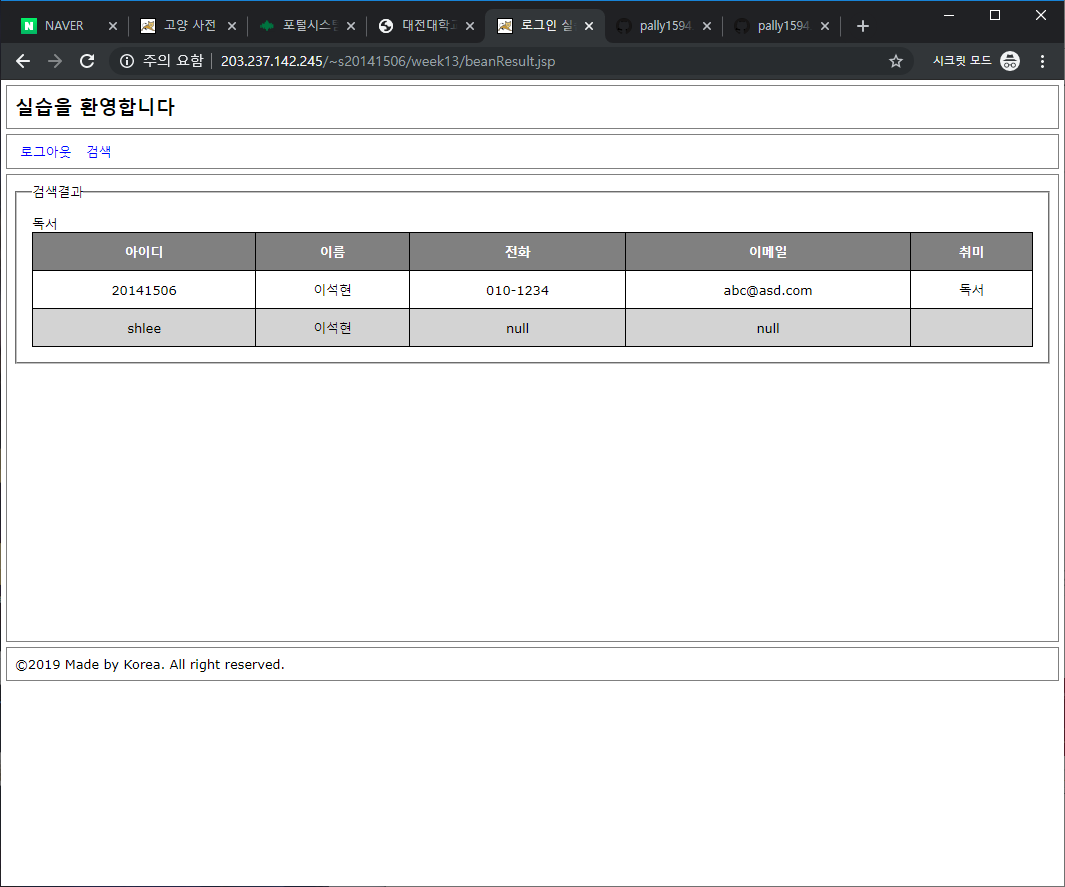 NAVER 고양 사전 포털시스템 대전대학교 로그인 실 pally1594 pally1594
주의 요함 203.237.142.245/~s20141506/week13/beanResult.jsp 시크릿 모드
실습을 환영합니다
로그아웃 검색
검색결과
독서
아이디 이름 전화 이메일 취미
20141506 이석현 010-1234 abc@asd.com 독서
shlee 이석현 null null
©2019 Made by Korea. All right reserved.